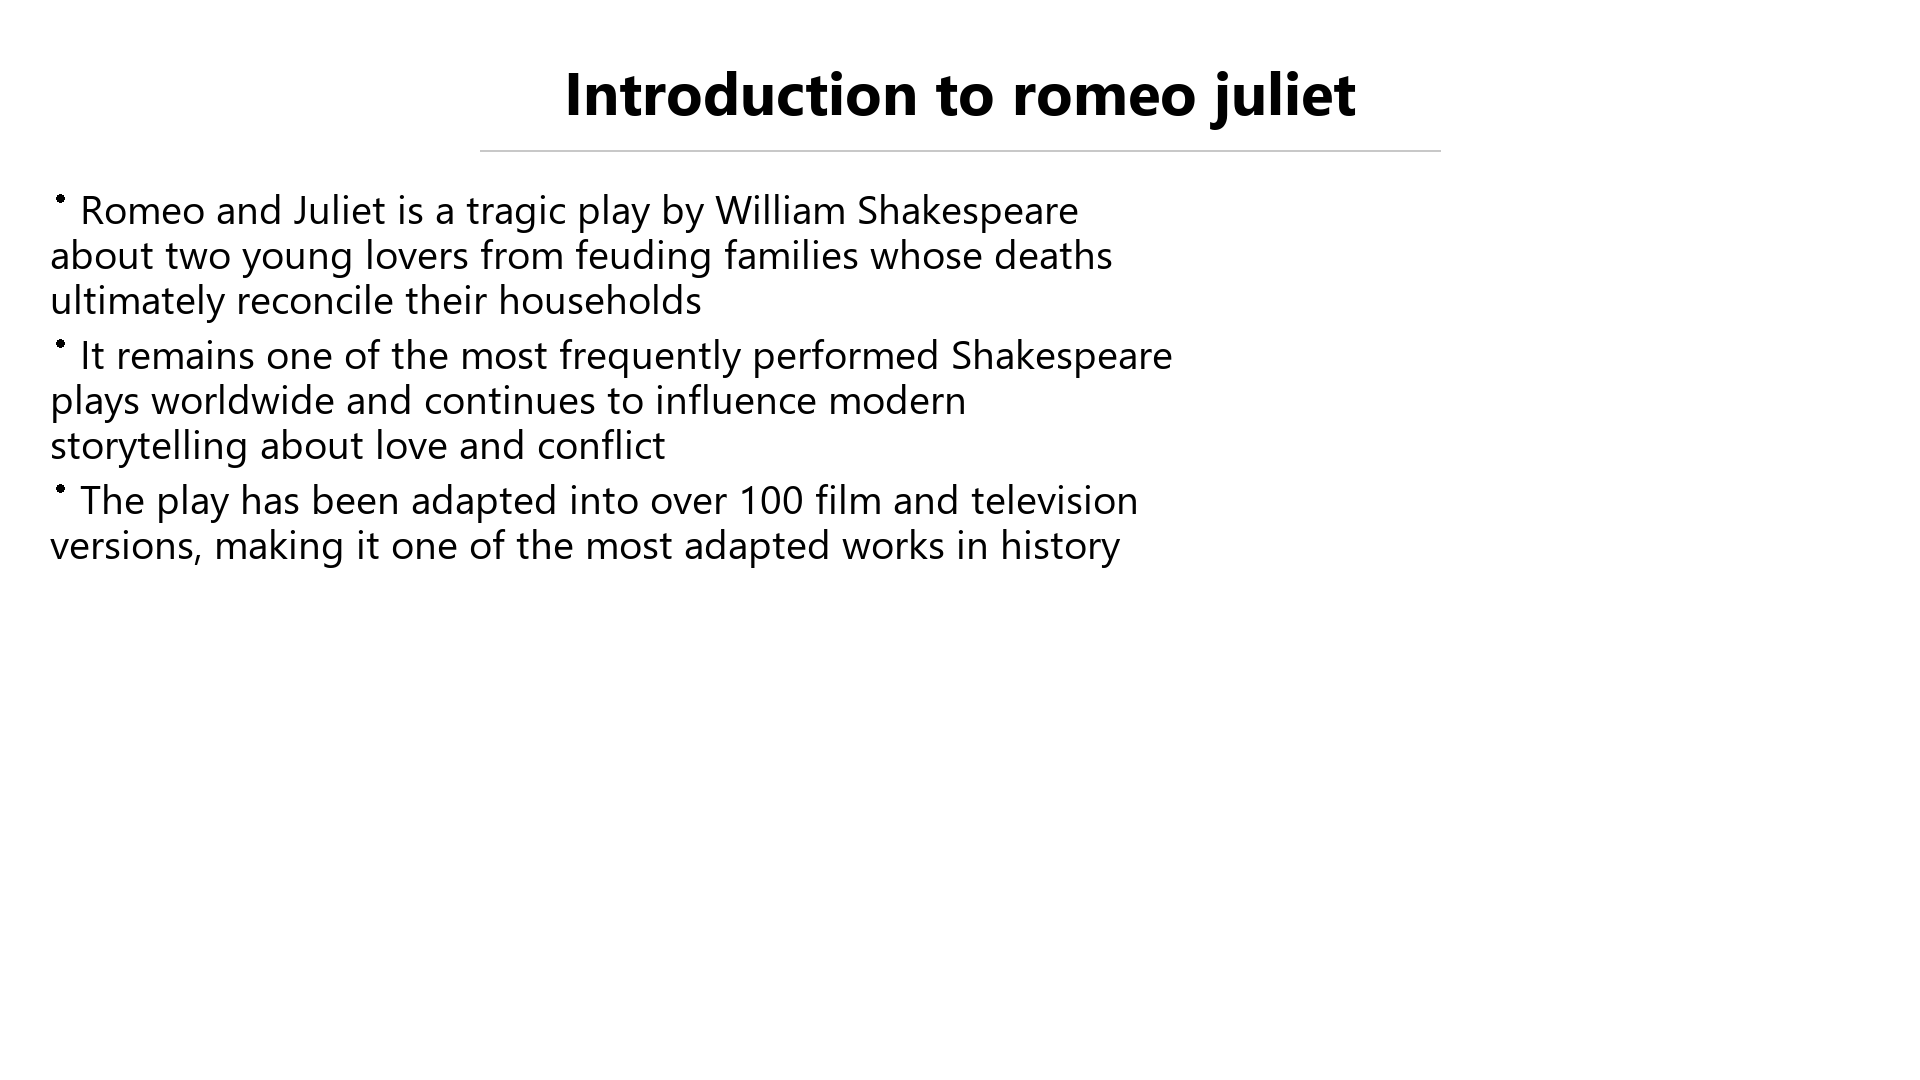 Introduction to romeo juliet
• Romeo and Juliet is a tragic play by William Shakespeare
about two young lovers from feuding families whose deaths
ultimately reconcile their households
• It remains one of the most frequently performed Shakespeare
plays worldwide and continues to influence modern
storytelling about love and conflict
• The play has been adapted into over 100 film and television
versions, making it one of the most adapted works in history